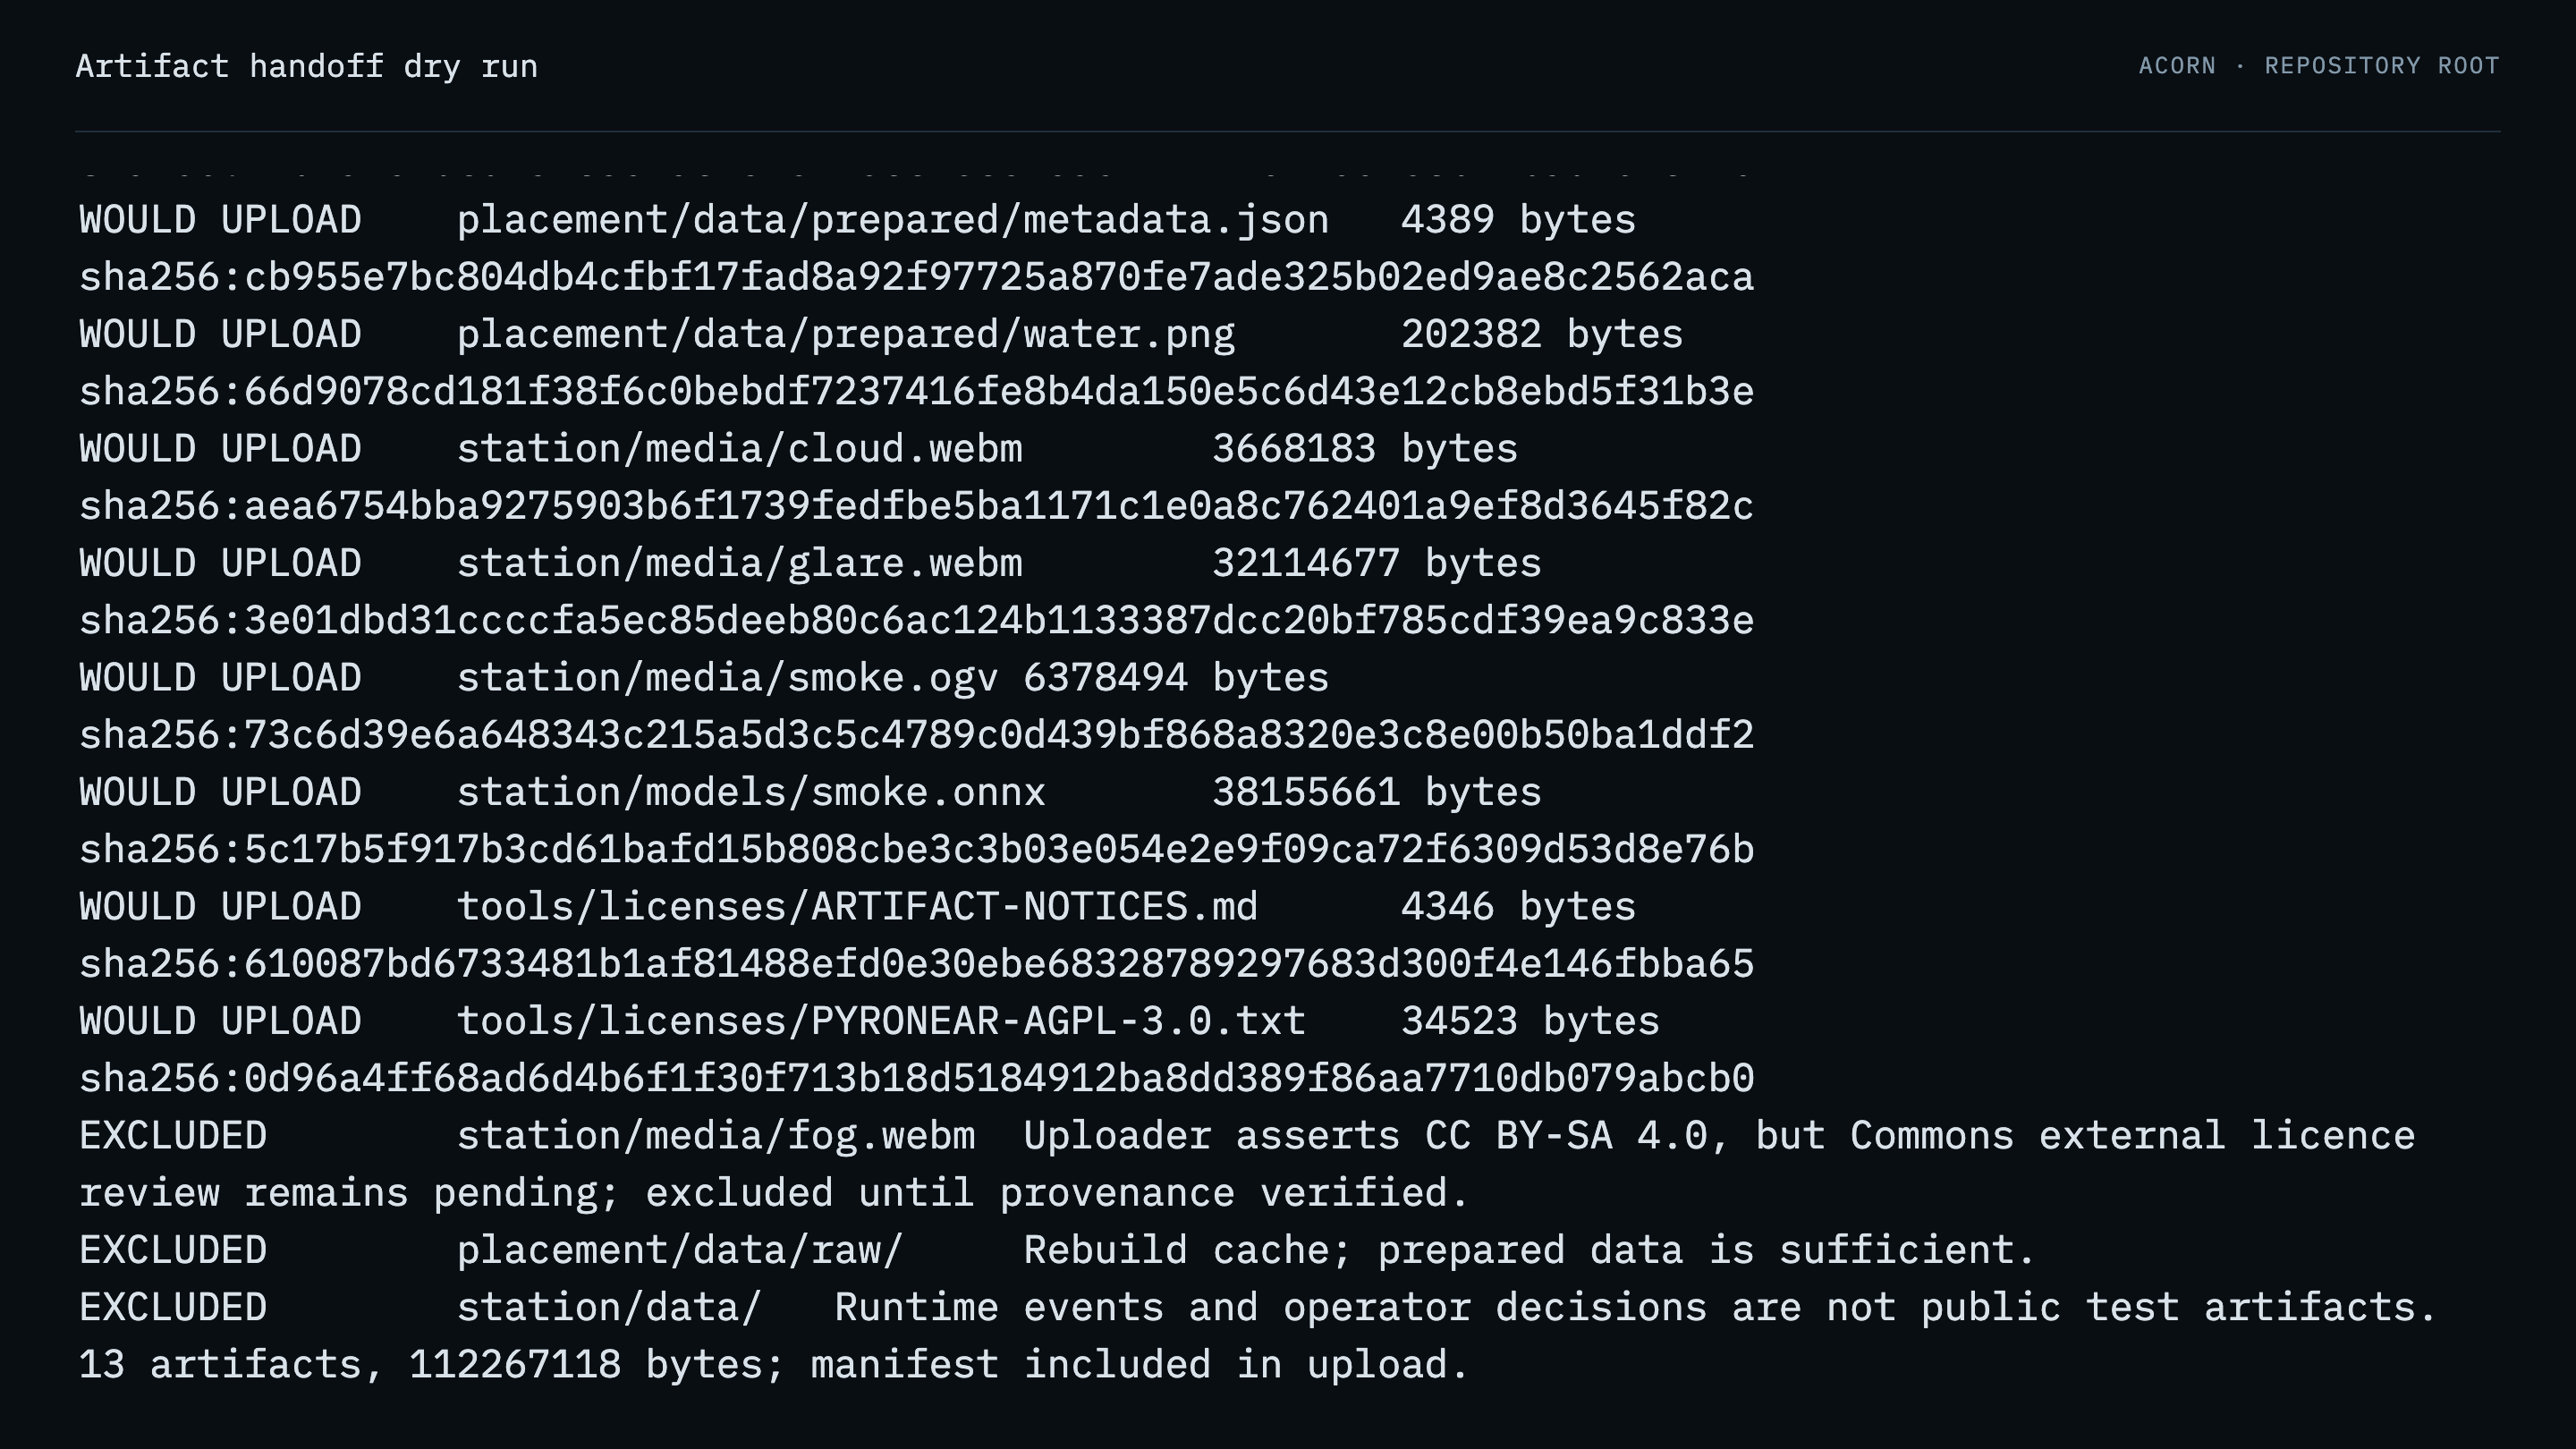 Artifact handoff dry run
ACORN · REPOSITORY ROOT
WOULD UPLOAD    placement/data/prepared/metadata.json   4389 bytes
sha256:cb955e7bc804db4cfbf17fad8a92f97725a870fe7ade325b02ed9ae8c2562aca
WOULD UPLOAD    placement/data/prepared/water.png       202382 bytes
sha256:66d9078cd181f38f6c0bebdf7237416fe8b4da150e5c6d43e12cb8ebd5f31b3e
WOULD UPLOAD    station/media/cloud.webm        3668183 bytes
sha256:aea6754bba9275903b6f1739fedfbe5ba1171c1e0a8c762401a9ef8d3645f82c
WOULD UPLOAD    station/media/glare.webm        32114677 bytes
sha256:3e01dbd31ccccfa5ec85deeb80c6ac124b1133387dcc20bf785cdf39ea9c833e
WOULD UPLOAD    station/media/smoke.ogv 6378494 bytes
sha256:73c6d39e6a648343c215a5d3c5c4789c0d439bf868a8320e3c8e00b50ba1ddf2
WOULD UPLOAD    station/models/smoke.onnx       38155661 bytes
sha256:5c17b5f917b3cd61bafd15b808cbe3c3b03e054e2e9f09ca72f6309d53d8e76b
WOULD UPLOAD    tools/licenses/ARTIFACT-NOTICES.md      4346 bytes
sha256:610087bd6733481b1af81488efd0e30ebe68328789297683d300f4e146fbba65
WOULD UPLOAD    tools/licenses/PYRONEAR-AGPL-3.0.txt    34523 bytes
sha256:0d96a4ff68ad6d4b6f1f30f713b18d5184912ba8dd389f86aa7710db079abcb0
EXCLUDED        station/media/fog.webm  Uploader asserts CC BY-SA 4.0, but Commons external licence
review remains pending; excluded until provenance verified.
EXCLUDED        placement/data/raw/     Rebuild cache; prepared data is sufficient.
EXCLUDED        station/data/   Runtime events and operator decisions are not public test artifacts.
13 artifacts, 112267118 bytes; manifest included in upload.